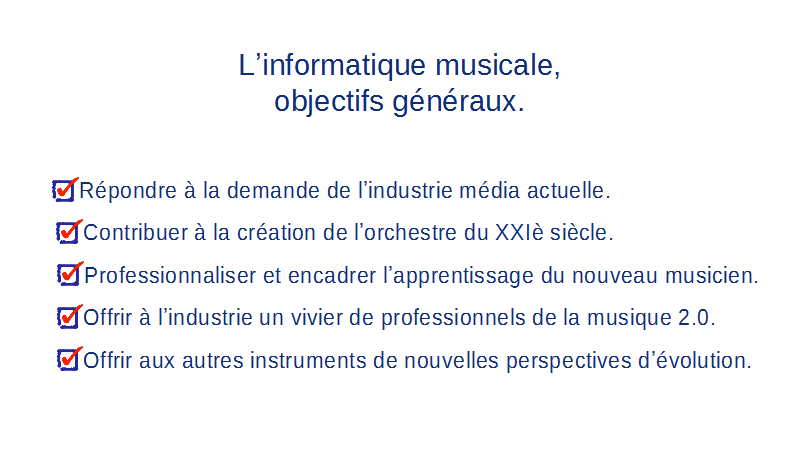 L’informatique musicale,
objectifs généraux.
Répondre à la demande de l’industrie média actuelle.
Contribuer à la création de l’orchestre du XXIè siècle.
Professionnaliser et encadrer l’apprentissage du nouveau musicien.
Offrir à l’industrie un vivier de professionnels de la musique 2.0.
Offrir aux autres instruments de nouvelles perspectives d’évolution.